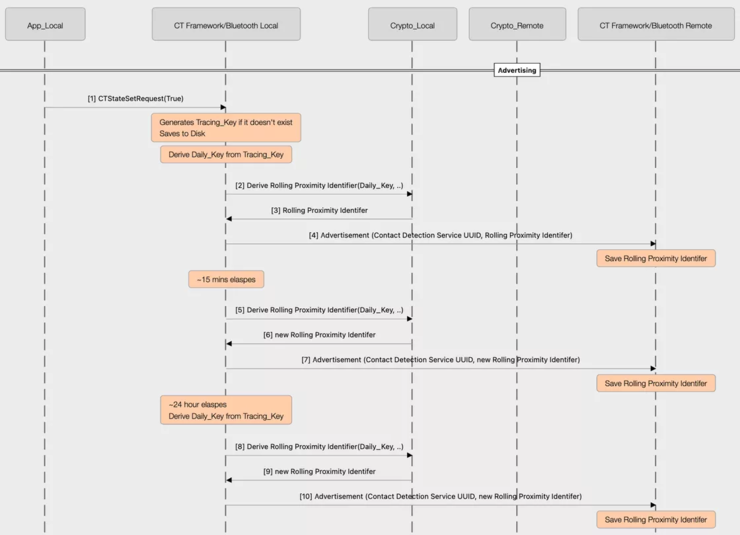 App_Local
CT Framework/Bluetooth Local
Crypto_Local
Crypto_Remote
CT Framework/Bluetooth Remote
Advertising
[1] CTStateSetRequest(True)
Generates Tracing_Key if it doesn't exist
Saves to Disk
Derive Daily_Key from Tracing_Key
[2] Derive Rolling Proximity Identifier(Daily_Key, ..)
[3] Rolling Proximity Identifer
[4] Advertisement (Contact Detection Service UUID, Rolling Proximity Identifer)
Save Rolling Proximity Identifer
~15 mins elaspes
[5] Derive Rolling Proximity Identifier(Daily_Key, ..)
[6] new Rolling Proximity Identifer
[7] Advertisement (Contact Detection Service UUID, new Rolling Proximity Identifer)
Save Rolling Proximity Identifer
~24 hour elaspes
Derive Daily_Key from Tracing_Key
[8] Derive Rolling Proximity Identifier(Daily_Key, ..)
[9] new Rolling Proximity Identifer
[10] Advertisement (Contact Detection Service UUID, new Rolling Proximity Identifer)
Save Rolling Proximity Identifer